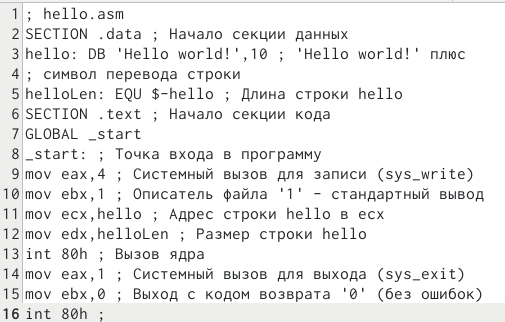 1 ; hello.asm
2 SECTION .data ; Начало секции данных
3 hello: DB 'Hello world!',10 ; 'Hello world!' плюс
4 ; символ перевода строки
5 helloLen: EQU $-hello ; Длина строки hello
6 SECTION .text ; Начало секции кода
7 GLOBAL _start
8 _start: ; Точка входа в программу
9 mov eax,4 ; Системный вызов для записи (sys_write)
10 mov ebx,1 ; Описатель файла '1' - стандартный вывод
11 mov ecx,hello ; Адрес строки hello в ecx
12 mov edx,helloLen ; Размер строки hello
13 int 80h ; Вызов ядра
14 mov eax,1 ; Системный вызов для выхода (sys_exit)
15 mov ebx,0 ; Выход с кодом возврата '0' (без ошибок)
16 int 80h ;